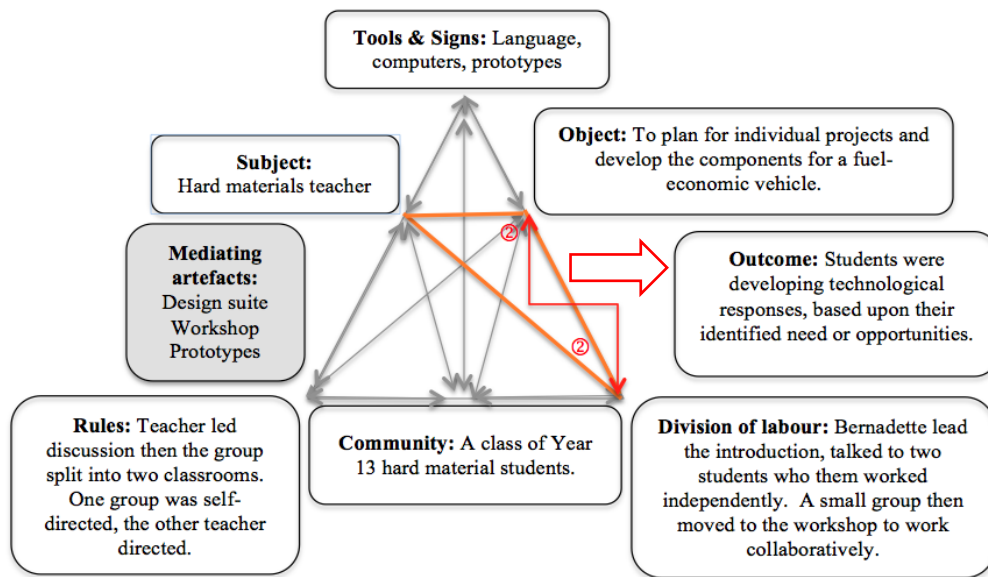 Tools & Signs: Language,
computers, prototypes
Object: To plan for individual projects and
develop the components for a fuel-
economic vehicle.
Subject:
Hard materials teacher
②
Mediating
artefacts:
Design suite
Workshop
Prototypes
Outcome: Students were
developing technological
responses, based upon their
identified need or opportunities.
②
Rules: Teacher led
discussion then the group
split into two classrooms.
One group was self-
directed, the other teacher
directed.
Community: A class of Year
13 hard material students.
Division of labour: Bernadette lead
the introduction, talked to two
students who them worked
independently. A small group then
moved to the workshop to work
collaboratively.